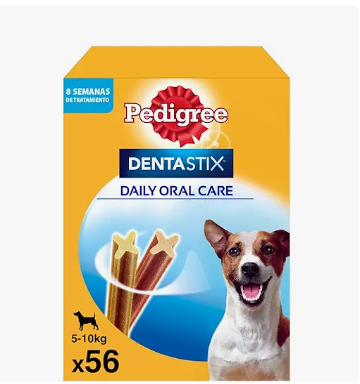 8 SEMANAS
DE TRATAMIENTO
Pedigree
DENTASTIX
DAILY ORAL CARE
5-10kg
x56